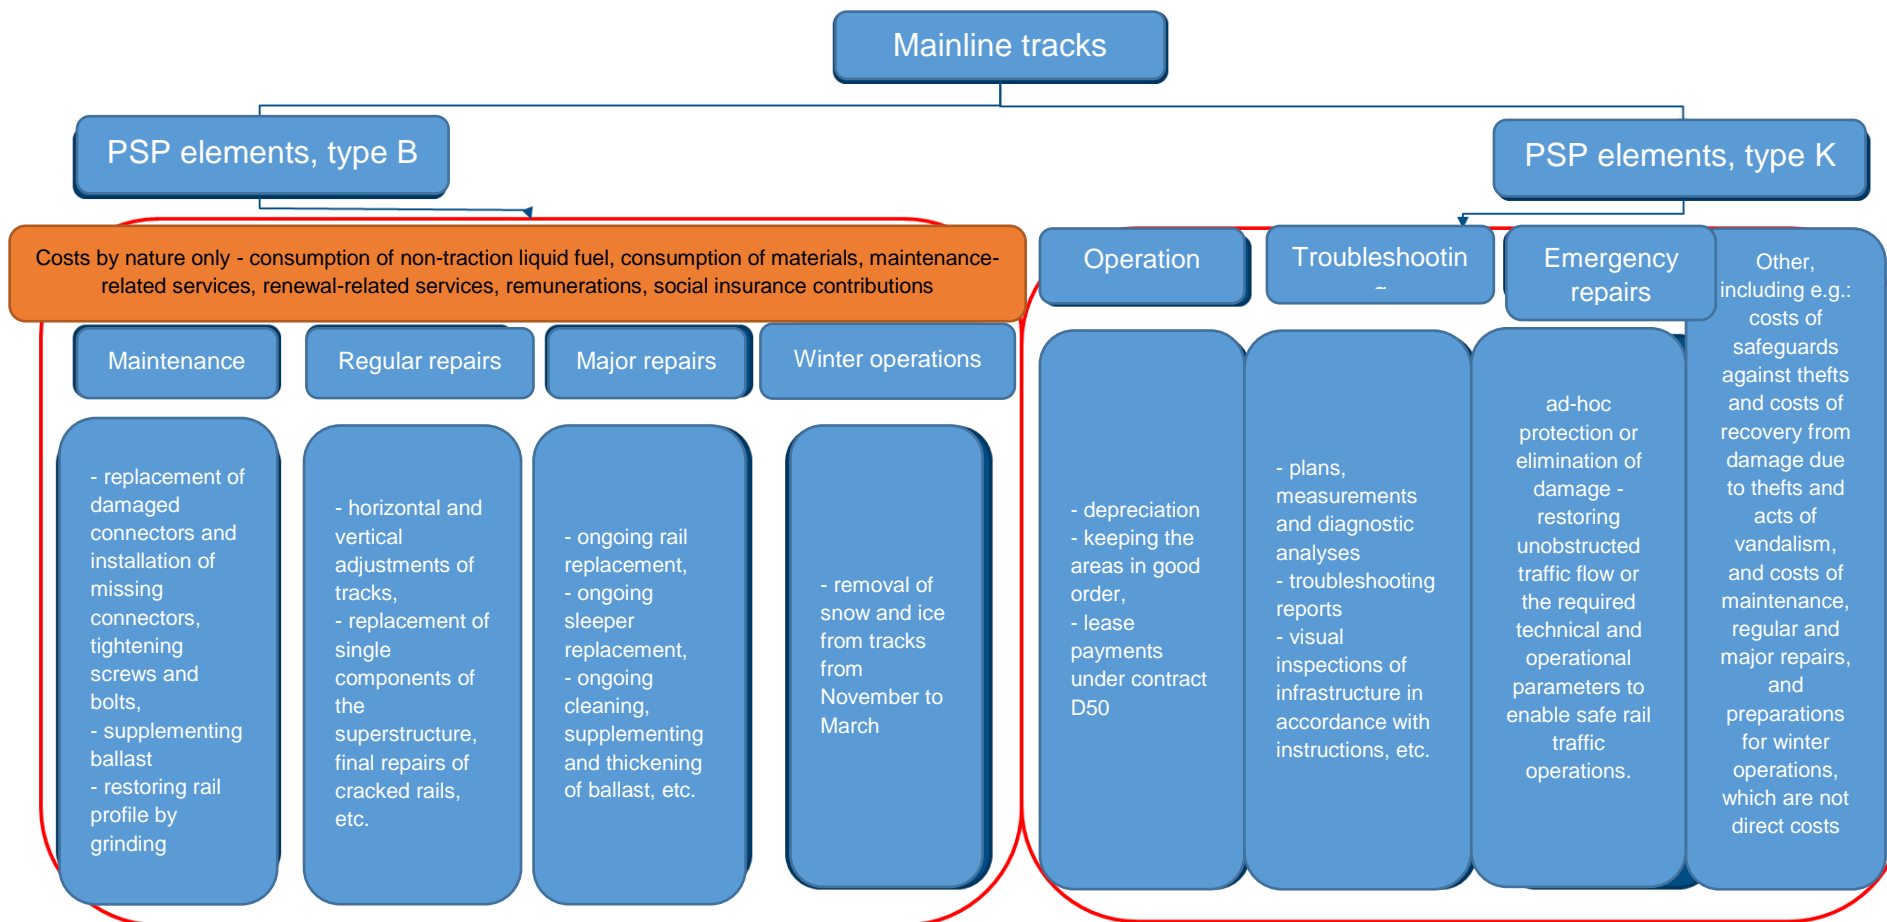 Mainline tracks
PSP elements, type B
PSP elements, type K
Costs by nature only - consumption of non-traction liquid fuel, consumption of materials, maintenance-
related services, renewal-related services, remunerations, social insurance contributions
Maintenance
- replacement of
damaged
connectors and
installation of
missing
connectors,
tightening
screws and
bolts,
- supplementing
ballast
- restoring rail
profile by
grinding
Regular repairs
- horizontal and
vertical
adjustments of
tracks,
- replacement of
single
components of
the
superstructure,
final repairs of
cracked rails,
etc.
Major repairs
- ongoing rail
replacement,
- ongoing
sleeper
replacement,
- ongoing
cleaning,
supplementing
and thickening
of ballast, etc.
Winter operations
- removal of
snow and ice
from tracks
from
November to
March
Operation
- depreciation
- keeping the
areas in good
order,
- lease
payments
under contract
D50
Troubleshootin
- plans,
measurements
and diagnostic
analyses
- troubleshooting
reports
- visual
inspections of
infrastructure in
accordance with
instructions, etc.
Emergency
repairs
ad-hoc
protection or
elimination of
damage -
restoring
unobstructed
traffic flow or
the required
technical and
operational
parameters to
enable safe rail
traffic
operations.
Other,
including e.g.:
costs of
safeguards
against thefts
and costs of
recovery from
damage due
to thefts and
acts of
vandalism,
and costs of
maintenance,
regular and
major repairs,
and
preparations
for winter
operations,
which are not
direct costs